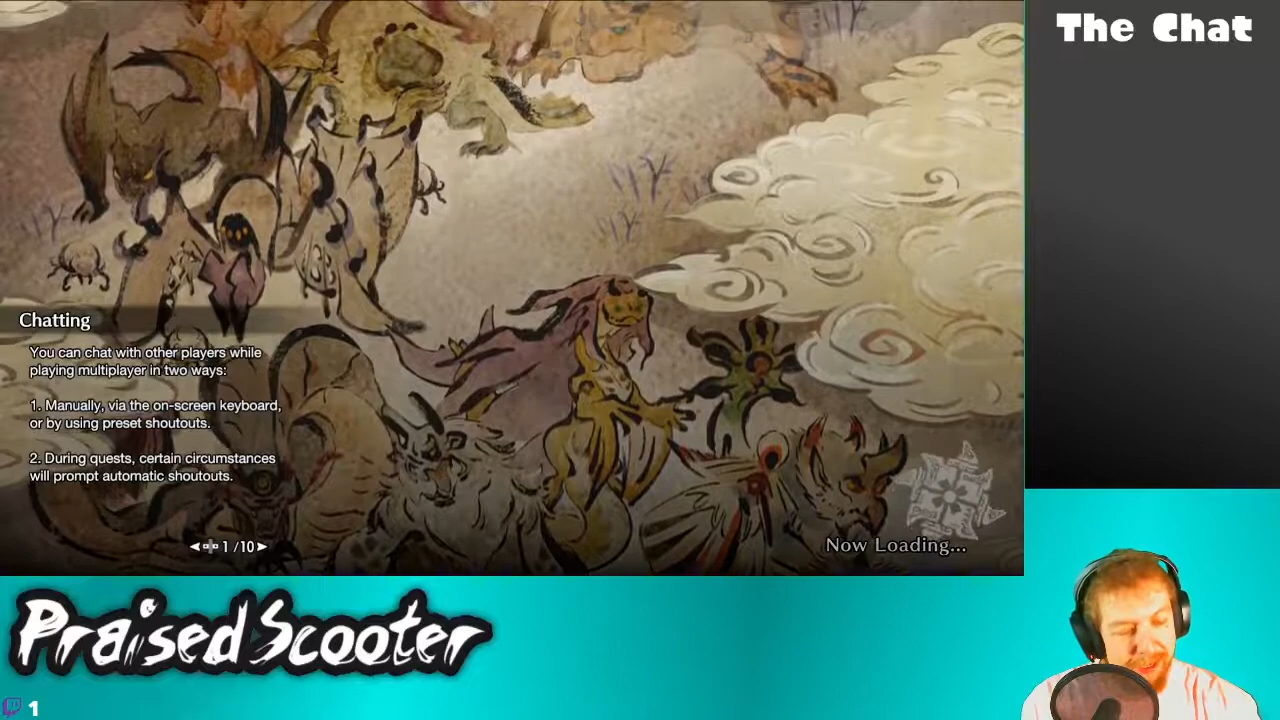 The Chat
Chatting
You can chat with other players while
playing multiplayer in two ways:
1. Manually, via the on-screen keyboard,
or by using preset shoutouts.
2. During quests, certain circumstances
will prompt automatic shoutouts.
1 /10
Now Loading...
Praised Scooter
1